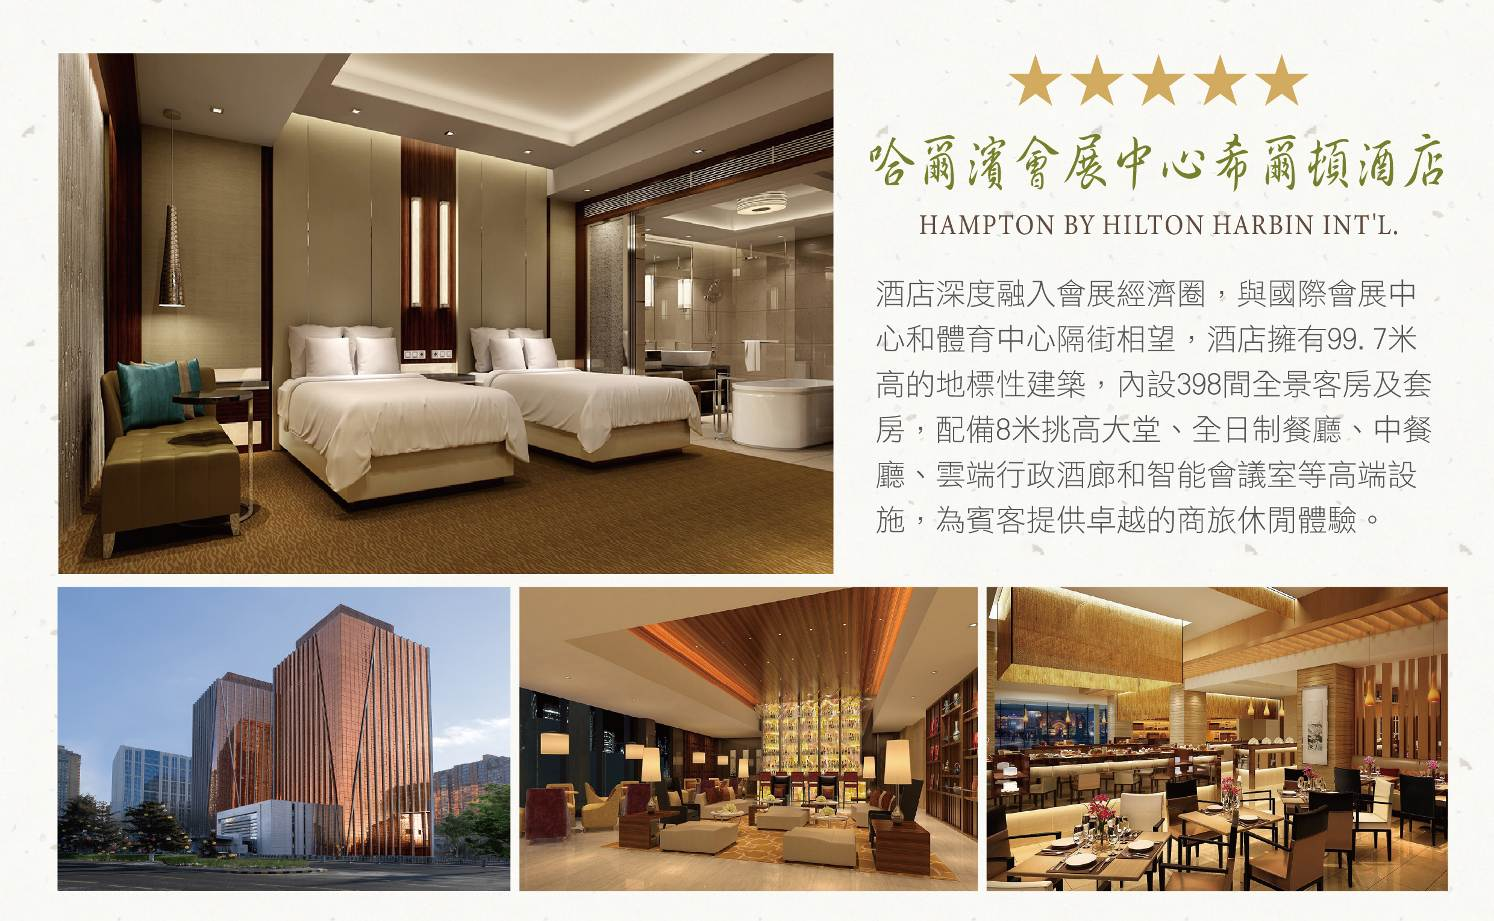 哈爾濱會展中心希爾頓酒店
HAMPTON BY HILTON HARBIN INT'L.
酒店深度融入會展經濟圈，與國際會展中
心和體育中心隔街相望，酒店擁有99.7米
高的地標性建築，內設398間全景客房及套
房，配備8米挑高大堂、全日制餐廳、中餐
廳、雲端行政酒廊和智能會議室等高端設
施，為賓客提供卓越的商旅休閒體驗。